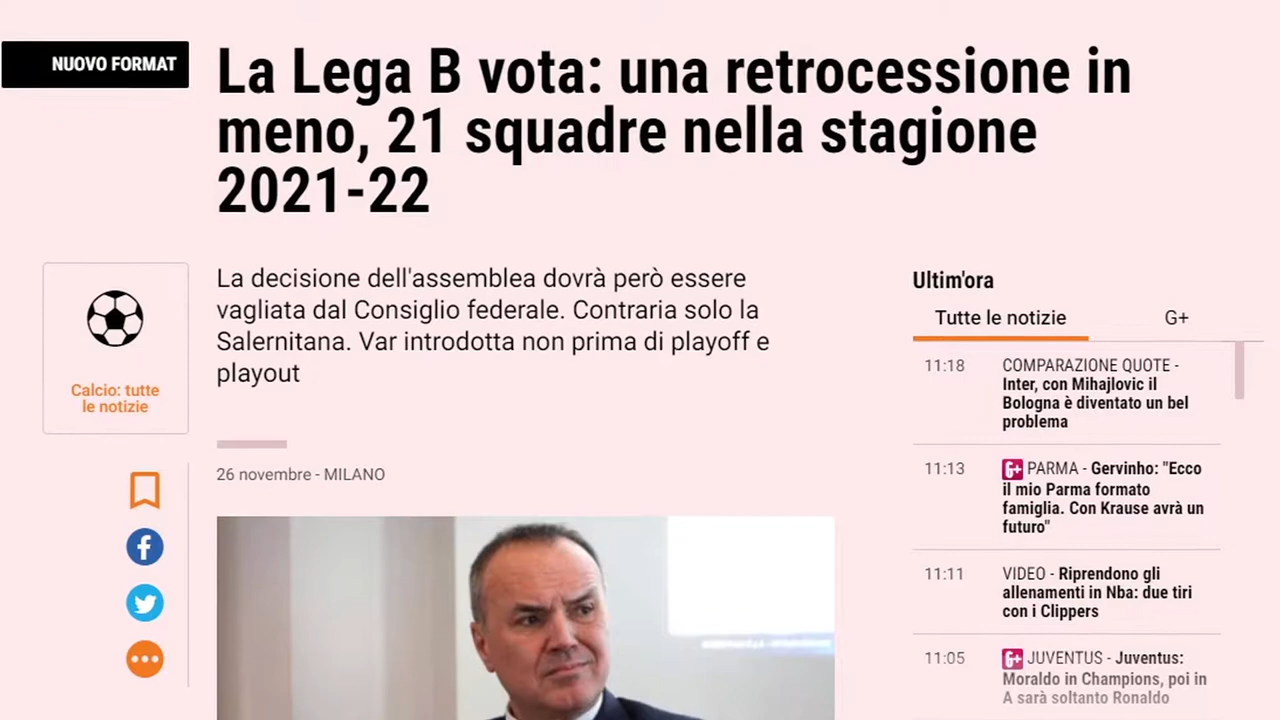 NUOVO FORMAT
La Lega B vota: una retrocessione in
meno, 21 squadre nella stagione
2021-22
Calcio: tutte
le notizie
La decisione dell'assemblea dovrà però essere
vagliata dal Consiglio federale. Contraria solo la
Salernitana. Var introdotta non prima di playoff e
playout
26 novembre - MILANO
Ultim'ora
Tutte le notizie
G+
11:18
COMPARAZIONE QUOTE -
Inter, con Mihajlovic il
Bologna è diventato un bel
problema
11:13
G+ PARMA - Gervinho: "Ecco
il mio Parma formato
famiglia. Con Krause avrà un
futuro"
11:11
VIDEO - Riprendono gli
allenamenti in Nba: due tiri
con i Clippers
11:05
G+ JUVENTUS - Juventus:
Moraldo in Champions, poi in
A sarà soltanto Ronaldo